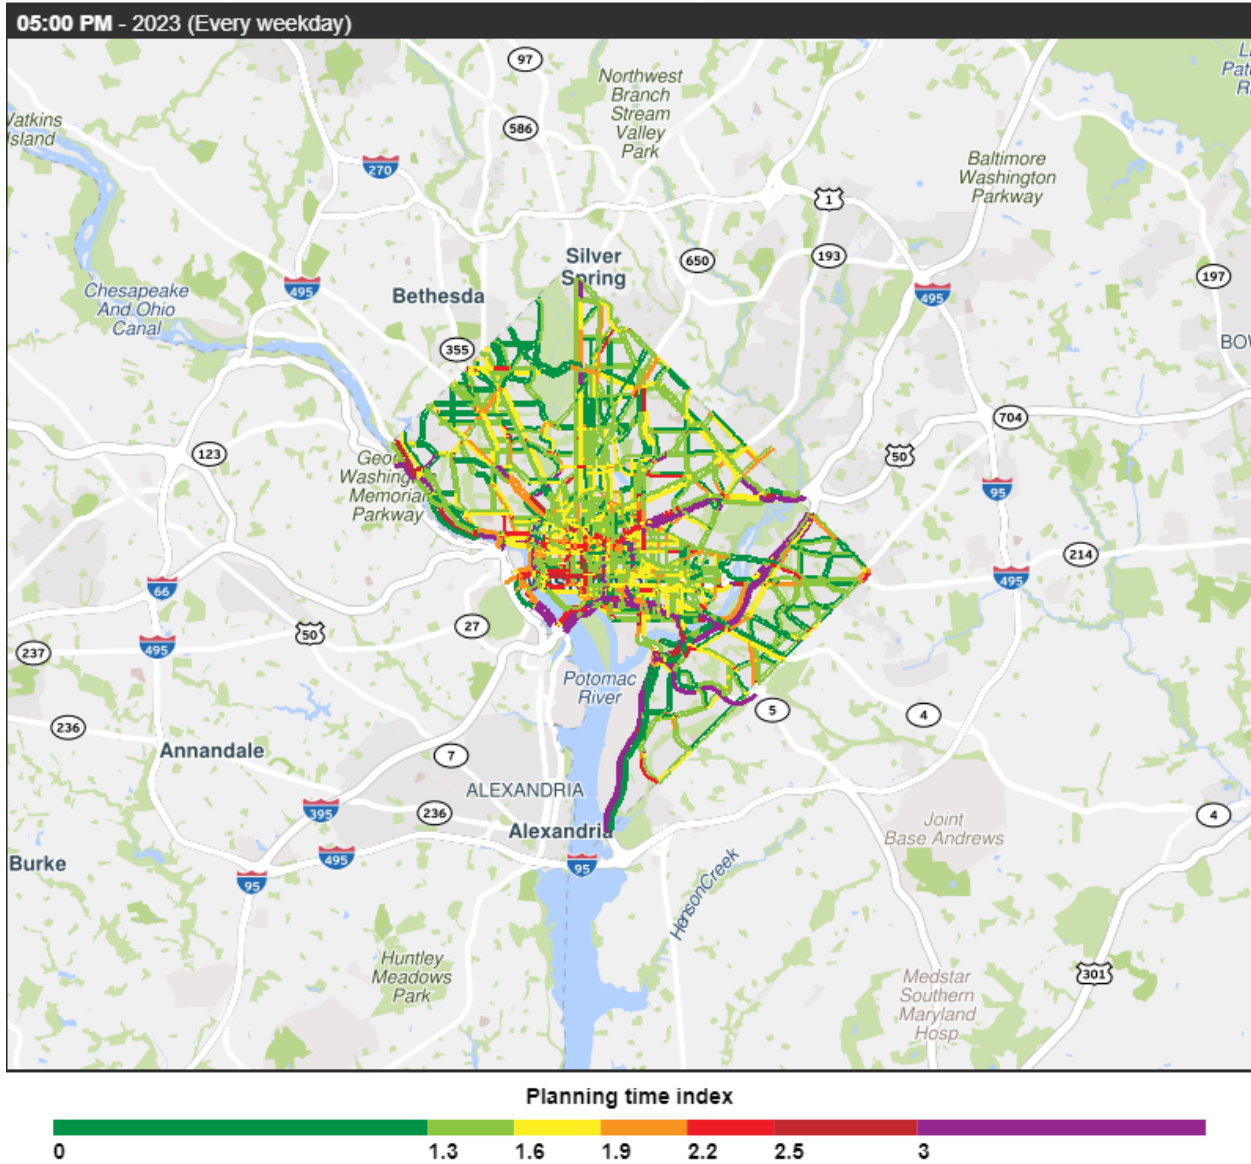 05:00 PM - 2023 (Every weekday)
97
Northwest
Branch
Stream
Valley
Park
586
270
Baltimore
Washington
Parkway
1
193
650
197
Silver
Spring
495
495
Bethesda
Chesapeake
And Ohio
Canal
355
704
123
50
95
Washing
Memorial
Parkway
214
66
495
27
50
237
495
Potomac
River
5
4
236
Annandale
7
ALEXANDRIA
395
236
Alexandria
Joint
Base Andrews
4
Burke
495
95
95
HensonCreek
Huntley
Meadows
Park
301
Medstar
Southern
Maryland
Hosp
Planning time index
0
1.3
1.6
1.9
2.2
2.5
3